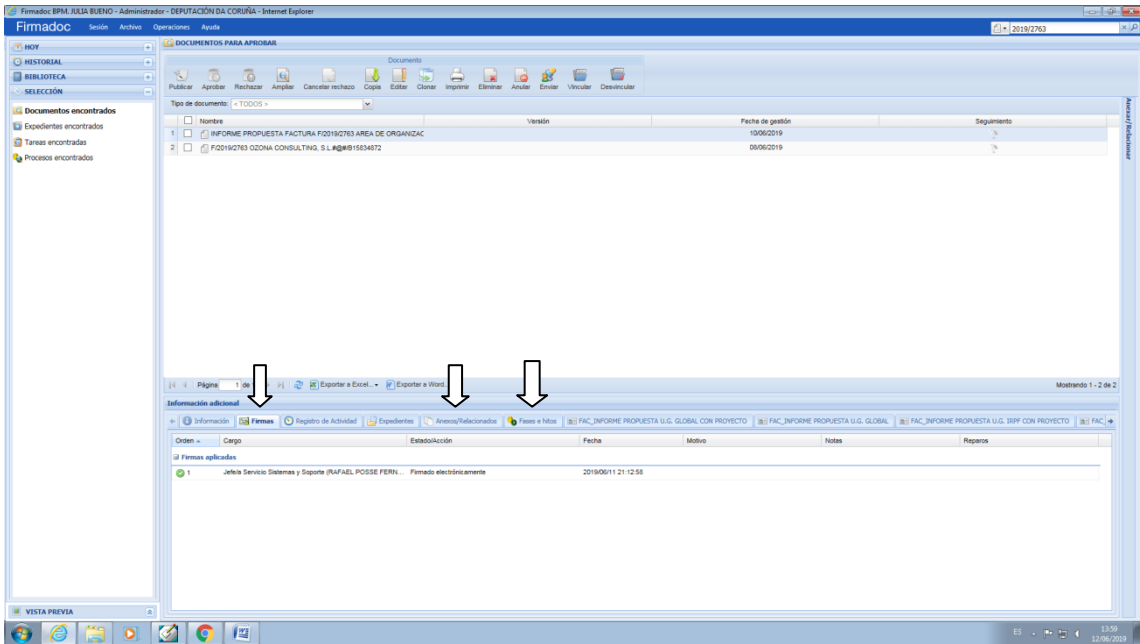 Firmadoc BPM. JULIA BUENO - Administrador - DEPUTACIÓN DA CORUÑA - Internet Explorer
Firmadoc Sesión Archivo Operaciones Ayuda 2019/2763
HOY
HISTORIAL
BIBLIOTECA
SELECCIÓN
Documentos encontrados
Expedientes encontrados
Tareas encontradas
Procesos encontrados
VISTA PREVIA
DOCUMENTOS PARA APROBAR
Documento
Publicar Aprobar Rechazar Ampliar Cancelar rechazo Copia Editar Clonar Imprimir Eliminar Anular Enviar Vincular Desvincular
Tipo de documento: < TODOS >
Nombre Versión Fecha de gestión Seguimiento
1 INFORME PROPUESTA FACTURA F/2019/2763 AREA DE ORGANIZAC 10/06/2019
2 F/2019/2763 OZONA CONSULTING, S.L.#@#/B15834872 08/06/2019
Anexar/Relacionar
Página 1 de Exportar a Excel... Exportar a Word... Mostrando 1 - 2 de 2
Información adicional
Información Firmas Registro de Actividad Expedientes Anexos/Relacionados Fases e hitos FAC_INFORME PROPUESTA U.G. GLOBAL CON PROYECTO FAC_INFORME PROPUESTA U.G. GLOBAL FAC_INFORME PROPUESTA U.G. IRPF CON PROYECTO FAC_
Orden Cargo Estado/Acción Fecha Motivo Notas Reparos
Firmas aplicadas
1 Jefe/a Servicio Sistemas y Soporte (RAFAEL POSSE FERN... Firmado electrónicamente 2019/06/11 21:12:58
ES 13:59
12/06/2019